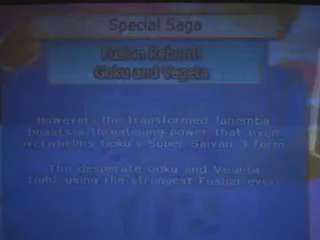 Special Saga
Fusion Reborn!
Goku and Vegeta
However, the transformed Janemba
boasts a threatening power that even
overwhelms Goku's Super Saiyan 3 form.
The desperate Goku and Vegeta
fight using the strangest Fusion ever!